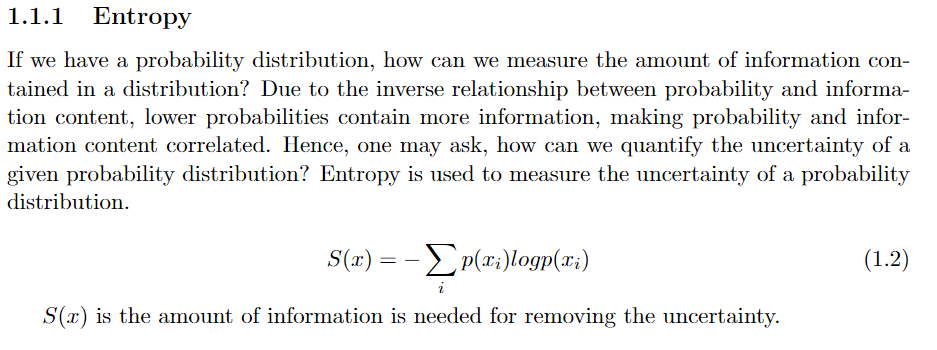 1.1.1 Entropy
If we have a probability distribution, how can we measure the amount of information con-
tained in a distribution? Due to the inverse relationship between probability and informa-
tion content, lower probabilities contain more information, making probability and infor-
mation content correlated. Hence, one may ask, how can we quantify the uncertainty of a
given probability distribution? Entropy is used to measure the uncertainty of a probability
distribution.
S(x) = − ∑_i p(x_i)logp(x_i) (1.2)
S(x) is the amount of information is needed for removing the uncertainty.